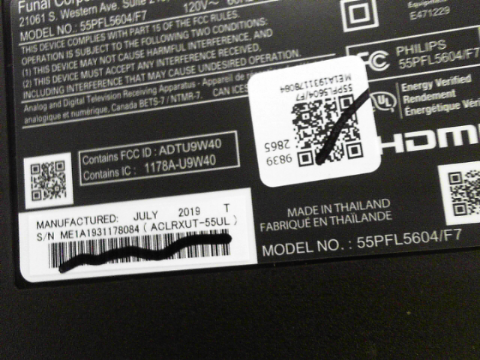 Funai Corp
21061 S. Western Ave. Suite
MODEL NO : 55PFL5604/F7 120V~
THIS DEVICE COMPLIES WITH PART 15 OF THE FCC RULES.
OPERATION IS SUBJECT TO THE FOLLOWING TWO CONDITIONS:
(1) THIS DEVICE MAY NOT CAUSE HARMFUL INTERFERENCE, AND
(2) THIS DEVICE MUST ACCEPT ANY INTERFERENCE RECEIVED,
INCLUDING INTERFERENCE THAT MAY CAUSE UNDESIRED OPERATION.
Analog and Digital Television Receiving Apparatus - Appareil de
analogique et numérique, Canada BETS-7 / NTMR-7. CAN ICES
E471229
FC
PHILIPS
55PFL5604/F7
UL
Energy Verified
Rendement
Énergétique Vérifié
55PFL5604/F7
ME1A1931178084
9839
2865
HDMI
Contains FCC ID : ADTU9W40
Contains IC : 1178A-U9W40
MANUFACTURED: JULY 2019 T
S/N ME1A1931178084 ( ACLRXUT-55UL )
MADE IN THAILAND
FABRIQUÉ EN THAÏLANDE
MODEL NO. : 55PFL5604/F7